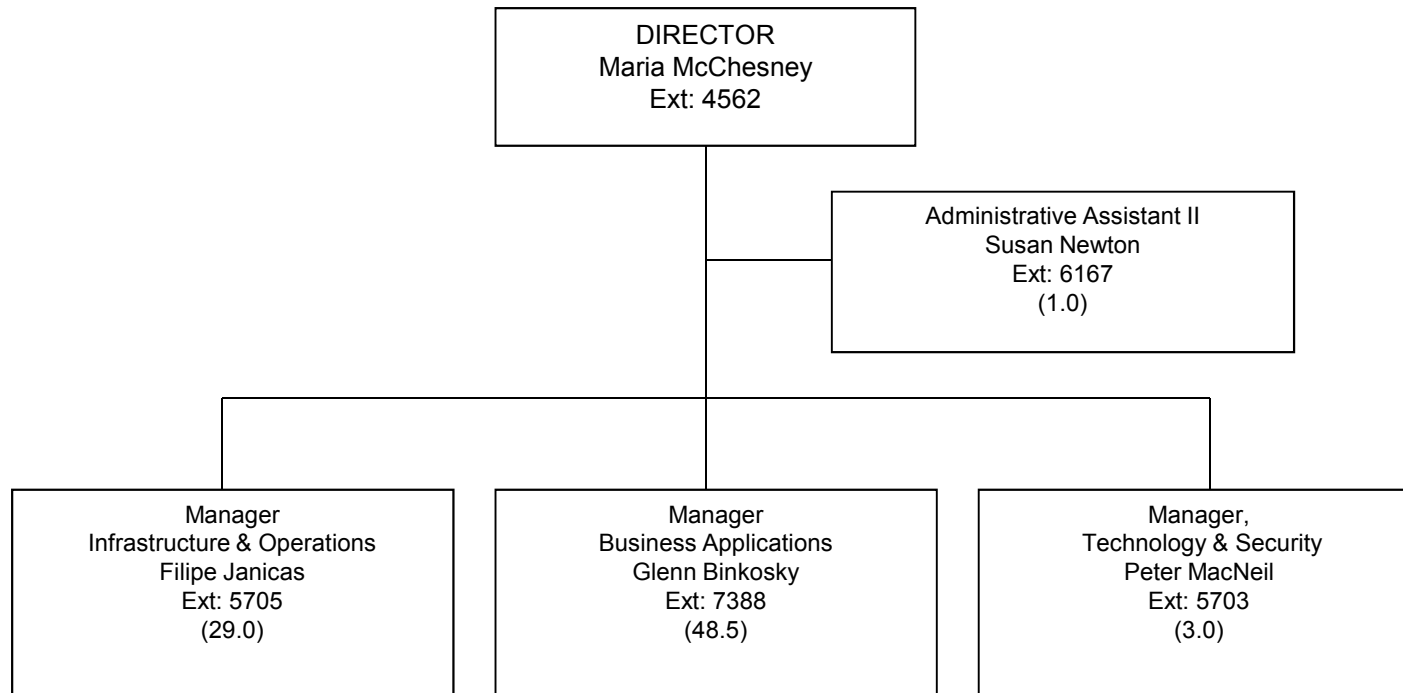 DIRECTOR
Maria McChesney
Ext: 4562
Administrative Assistant II
Susan Newton
Ext: 6167
(1.0)
Manager
Infrastructure & Operations
Filipe Janicas
Ext: 5705
(29.0)
Manager
Business Applications
Glenn Binkosky
Ext: 7388
(48.5)
Manager,
Technology & Security
Peter MacNeil
Ext: 5703
(3.0)